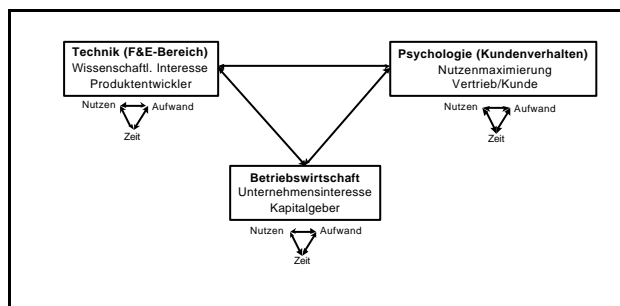 Technik (F&E-Bereich)
Wissenschaftl. Interesse
Produktentwickler
Nutzen Aufwand
Zeit
Psychologie (Kundenverhalten)
Nutzenmaximierung
Vertrieb/Kunde
Nutzen Aufwand
Zeit
Betriebswirtschaft
Unternehmensinteresse
Kapitalgeber
Nutzen Aufwand
Zeit